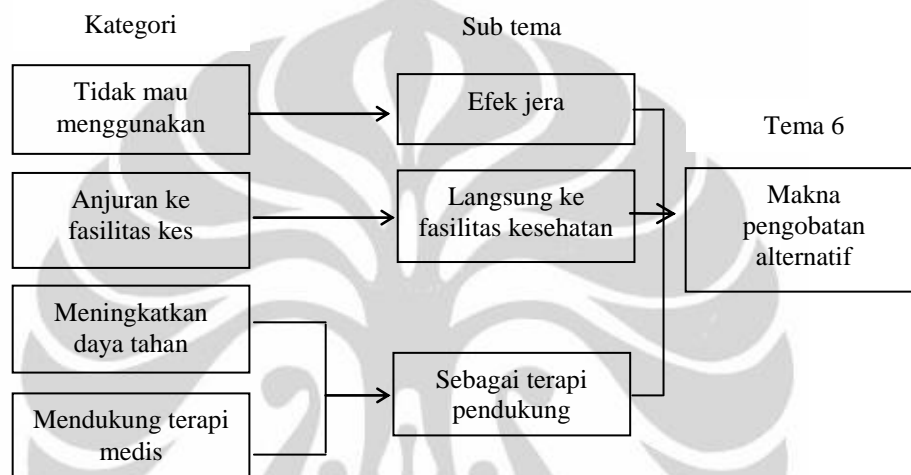 Kategori
Sub tema
Tidak mau
menggunakan
Efek jera
Tema 6
Anjuran ke
fasilitas kes
Langsung ke
fasilitas kesehatan
Makna
pengobatan
alternatif
Meningkatkan
daya tahan
Sebagai terapi
pendukung
Mendukung terapi
medis